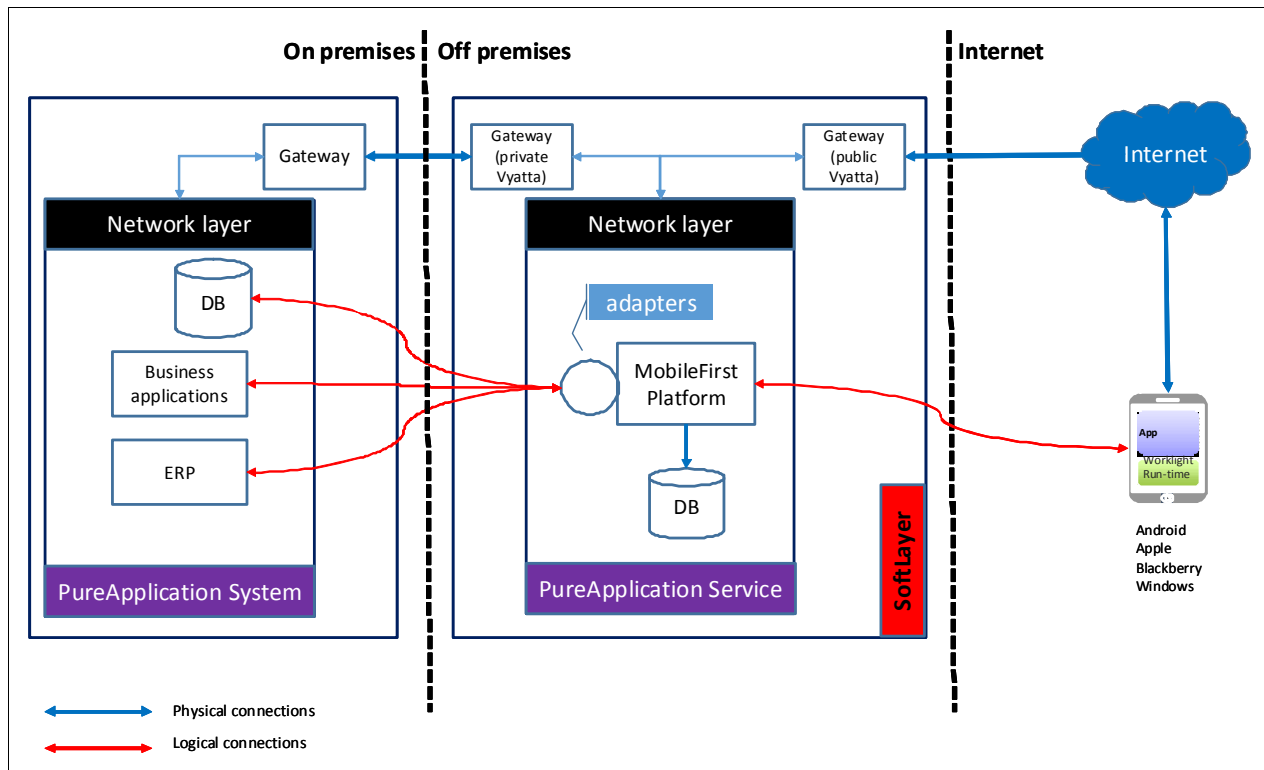 On premises
Off premises
Internet
Gateway
Gateway
(private
Vyatta)
Gateway
(public
Vyatta)
Internet
Network layer
Network layer
DB
adapters
Business
applications
MobileFirst
Platform
ERP
DB
App
Worklight
Run-time
Android
Apple
Blackberry
Windows
PureApplication System
PureApplication Service
SoftLayer
Physical connections
Logical connections